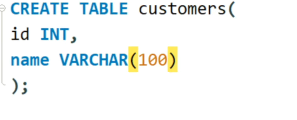 CREATE TABLE customers(
id INT,
name VARCHAR(100)
);